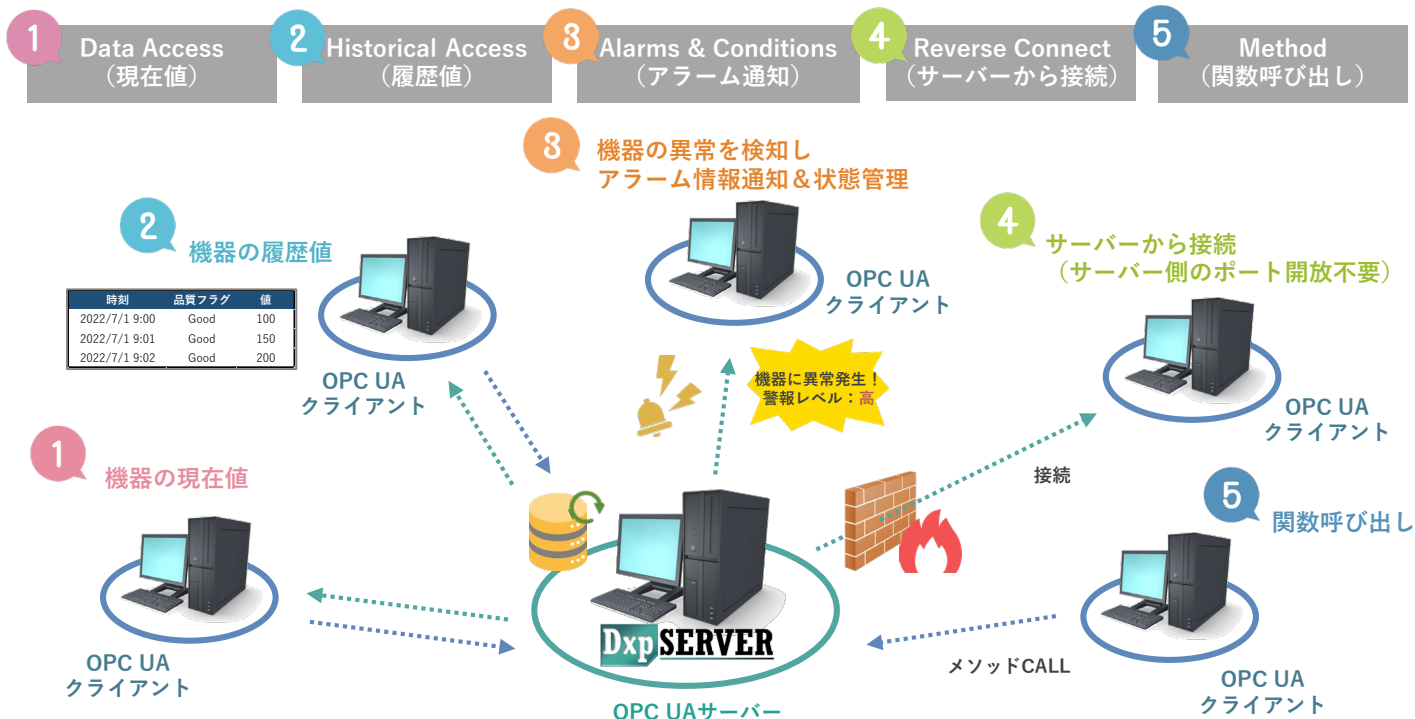 1
Data Access
（現在値）
2
Historical Access
（履歴値）
3
Alarms & Conditions
（アラーム通知）
4
Reverse Connect
（サーバーから接続）
5
Method
（関数呼び出し）
3
機器の異常を検知し
アラーム情報通知＆状態管理
2
機器の履歴値
時刻 品質フラグ 値
2022/7/1 9:00 Good 100
2022/7/1 9:01 Good 150
2022/7/1 9:02 Good 200
OPC UA
クライアント
OPC UA
クライアント
機器に異常発生！
警報レベル：高
4
サーバーから接続
（サーバー側のポート開放不要）
OPC UA
クライアント
接続
1
機器の現在値
OPC UA
クライアント
DxpSERVER
OPC UAサーバー
5
関数呼び出し
メソッドCALL
OPC UA
クライアント